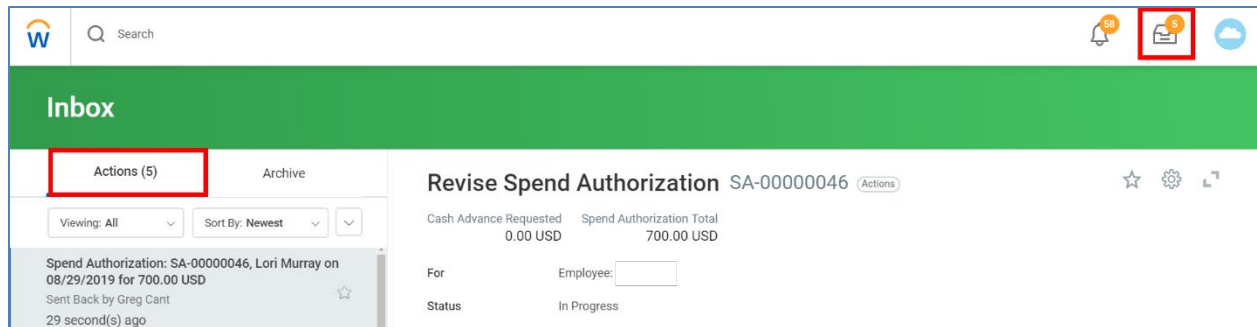 W
Search
58
5
Inbox
Actions (5)
Archive
Viewing: All
Sort By: Newest
Spend Authorization: SA-00000046, Lori Murray on
08/29/2019 for 700.00 USD
Sent Back by Greg Cant
29 second(s) ago
Revise Spend Authorization SA-00000046 Actions
Cash Advance Requested Spend Authorization Total
0.00 USD 700.00 USD
For Employee:
Status In Progress